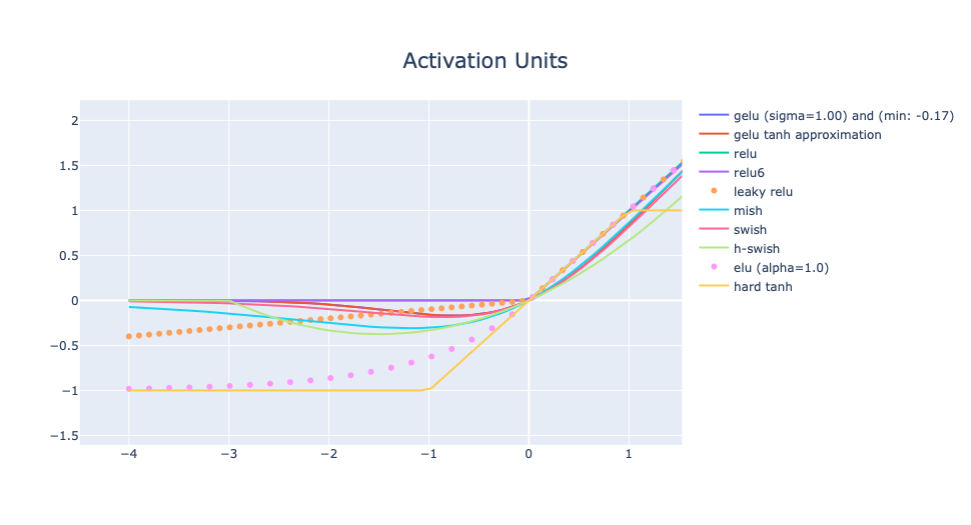 Activation Units
2
1.5
1
0.5
0
−0.5
−1
−1.5
−4
−3
−2
−1
0
1
gelu (sigma=1.00) and (min: -0.17)
gelu tanh approximation
relu
relu6
leaky relu
mish
swish
h-swish
elu (alpha=1.0)
hard tanh